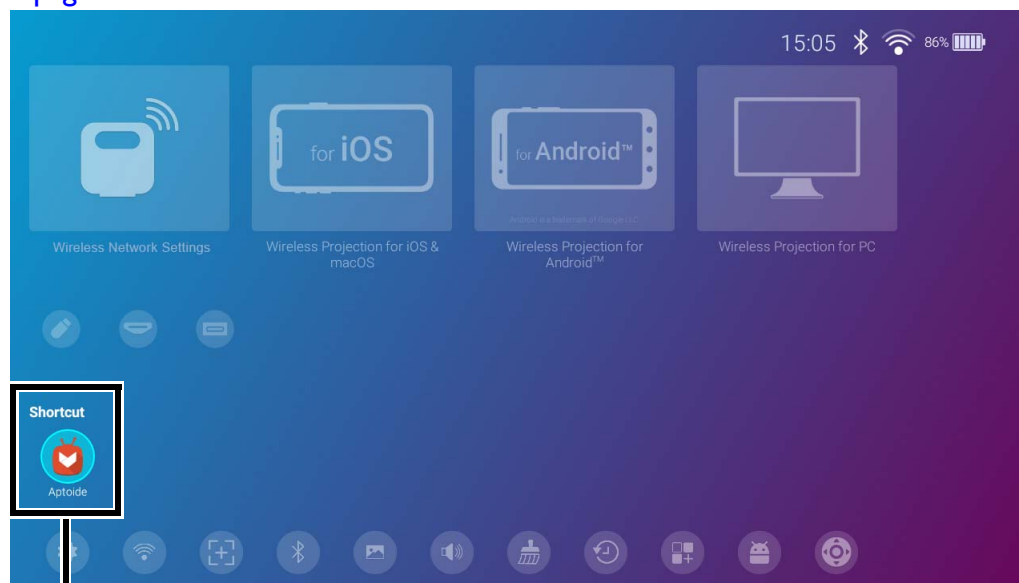 15:05
86%
for iOS
for Android™
Android is a trademark of Google LLC.
Wireless Network Settings
Wireless Projection for iOS &
macOS
Wireless Projection for
Android™
Wireless Projection for PC
Shortcut
Aptoide